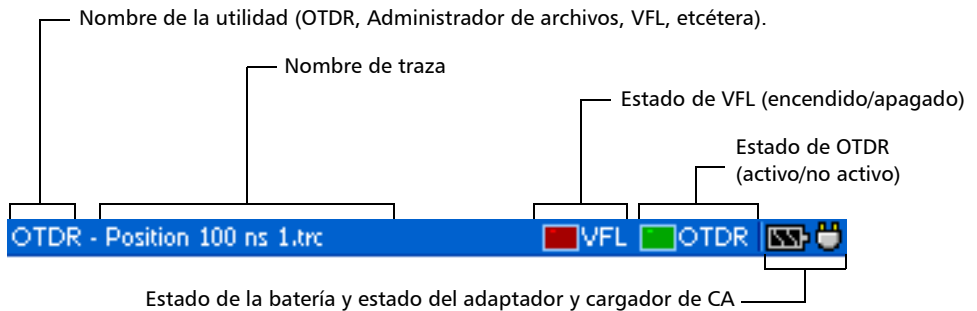 Nombre de la utilidad (OTDR, Administrador de archivos, VFL, etcétera).
Nombre de traza
Estado de VFL (encendido/apagado)
Estado de OTDR
(activo/no activo)
OTDR - Position 100 ns 1.trc VFL OTDR
Estado de la batería y estado del adaptador y cargador de CA